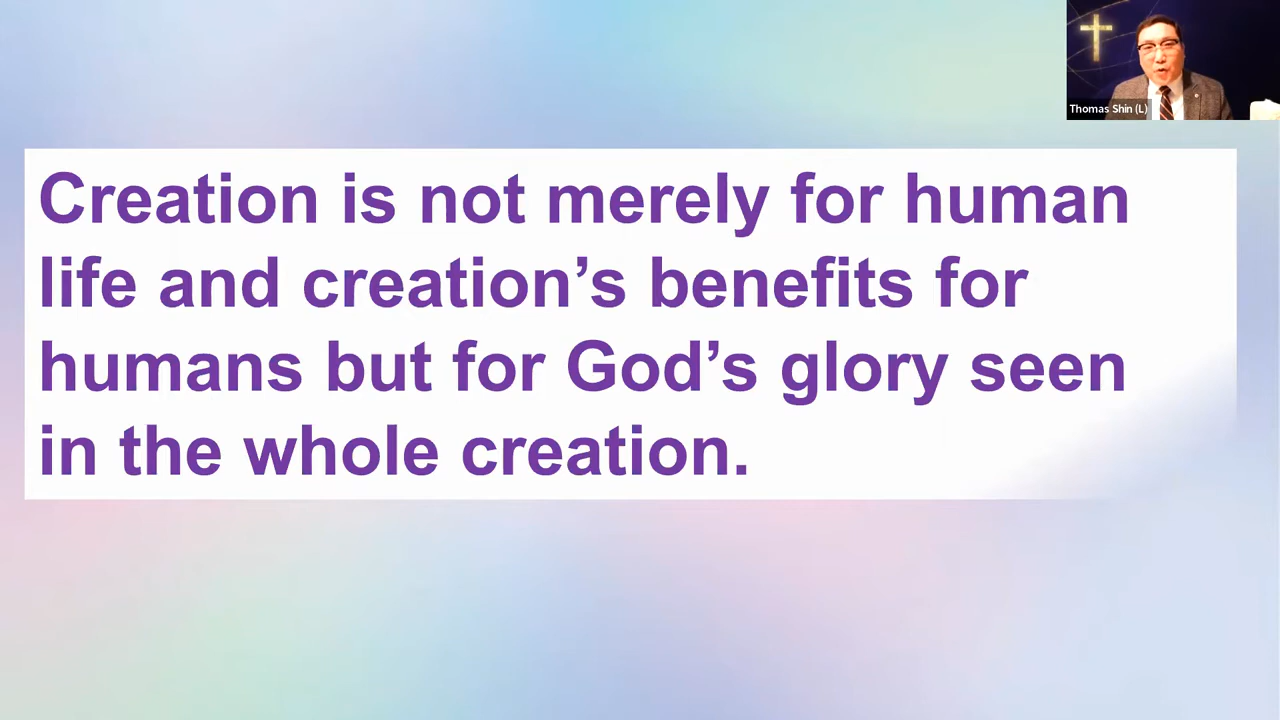 Thomas Shin (L)
Creation is not merely for human
life and creation’s benefits for
humans but for God’s glory seen
in the whole creation.